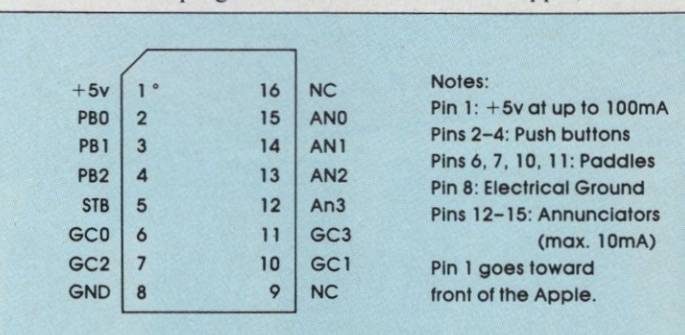 +5v 1° 16 NC
PB0 2 15 AN0
PB1 3 14 AN1
PB2 4 13 AN2
STB 5 12 An3
GC0 6 11 GC3
GC2 7 10 GC1
GND 8 9 NC
Notes:
Pin 1: +5v at up to 100mA
Pins 2–4: Push buttons
Pins 6, 7, 10, 11: Paddles
Pin 8: Electrical Ground
Pins 12–15: Annunciators
(max. 10mA)
Pin 1 goes toward
front of the Apple.